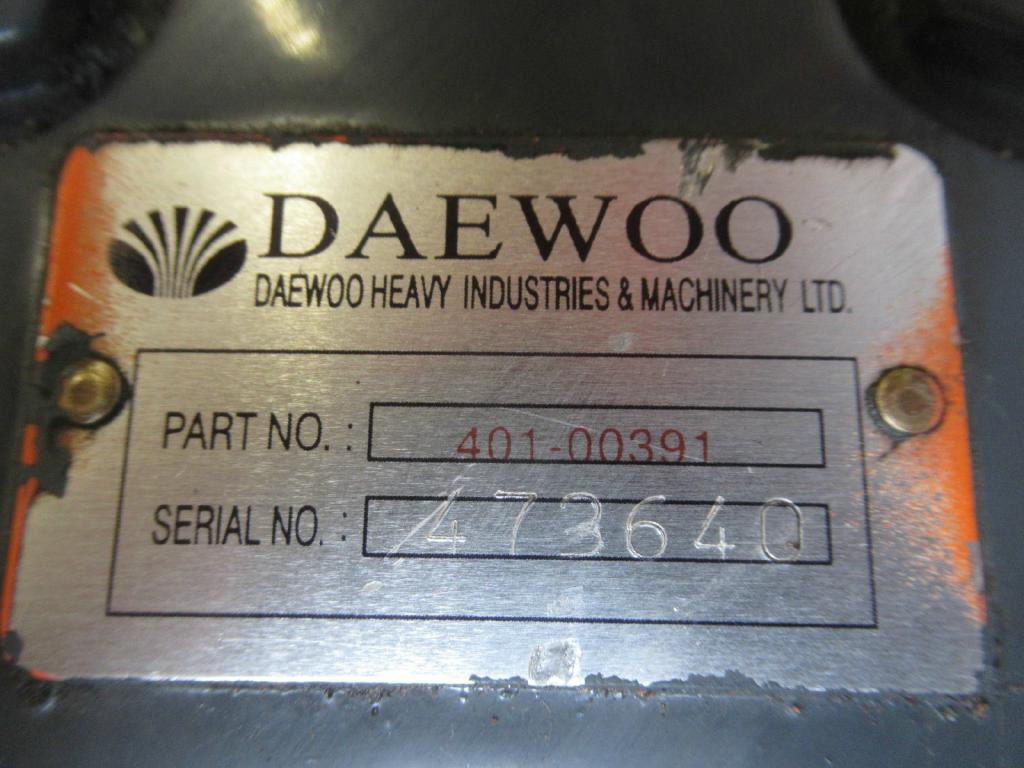 DAEWOO
DAEWOO HEAVY INDUSTRIES & MACHINERY LTD.
PART NO. : 401-00391
SERIAL NO. : 473640